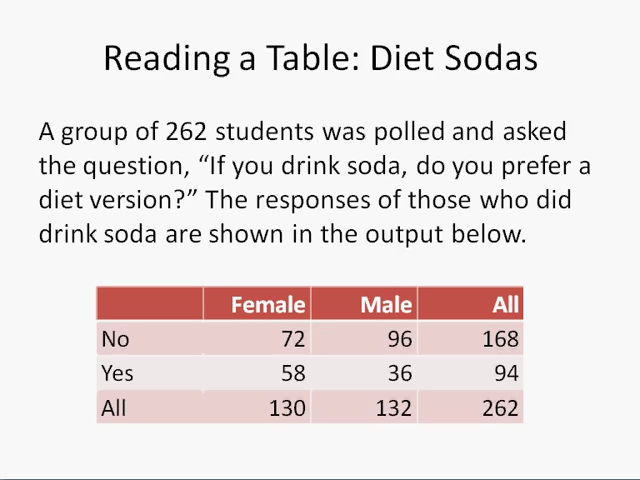 Reading a Table: Diet Sodas
A group of 262 students was polled and asked
the question, “If you drink soda, do you prefer a
diet version?” The responses of those who did
drink soda are shown in the output below.
Female Male All
No 72 96 168
Yes 58 36 94
All 130 132 262